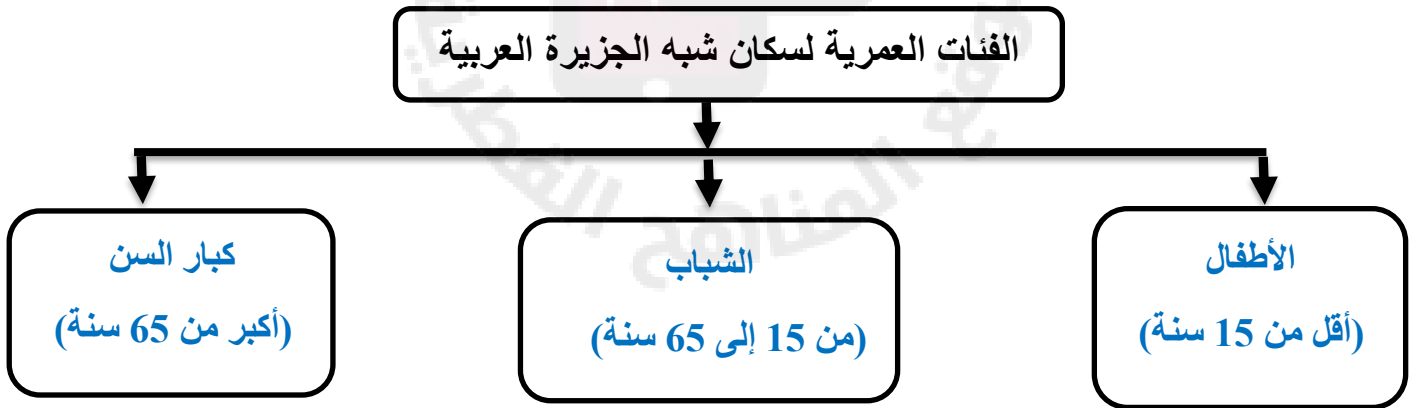 الفئات العمرية لسكان شبه الجزيرة العربية
الأطفال
(أقل من 15 سنة)
الشباب
(من 15 إلى 65 سنة)
كبار السن
(أكبر من 65 سنة)